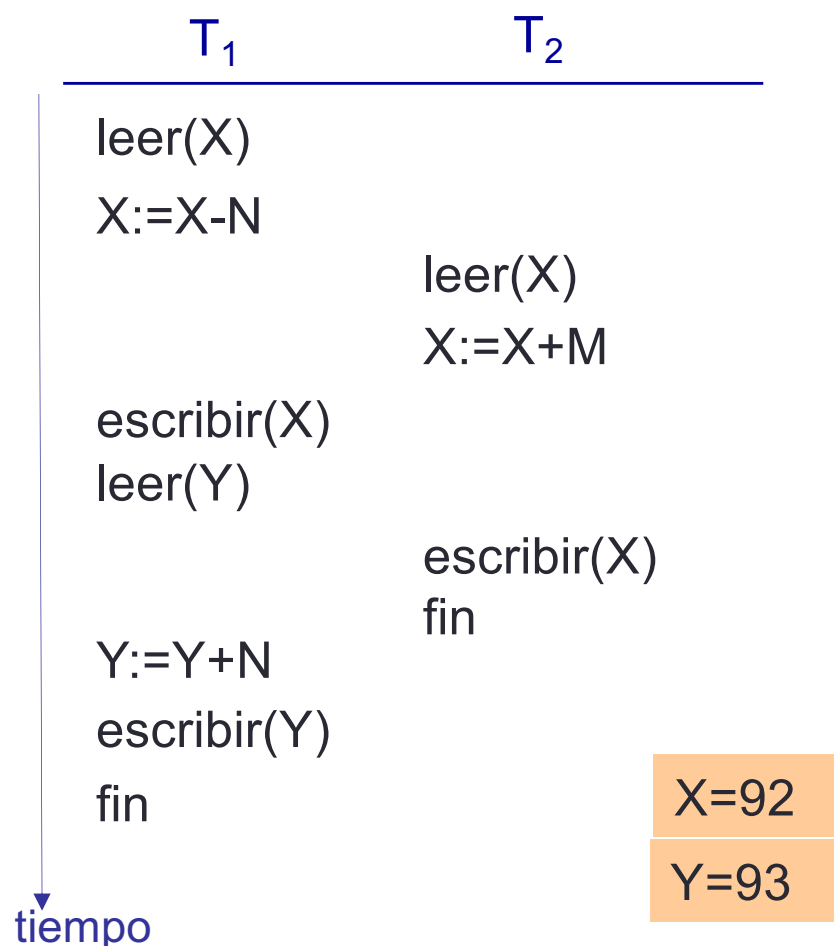 T₁ T₂
leer(X)
X:=X-N
leer(X)
X:=X+M
escribir(X)
leer(Y)
escribir(X)
fin
Y:=Y+N
escribir(Y)
fin
X=92
Y=93
tiempo